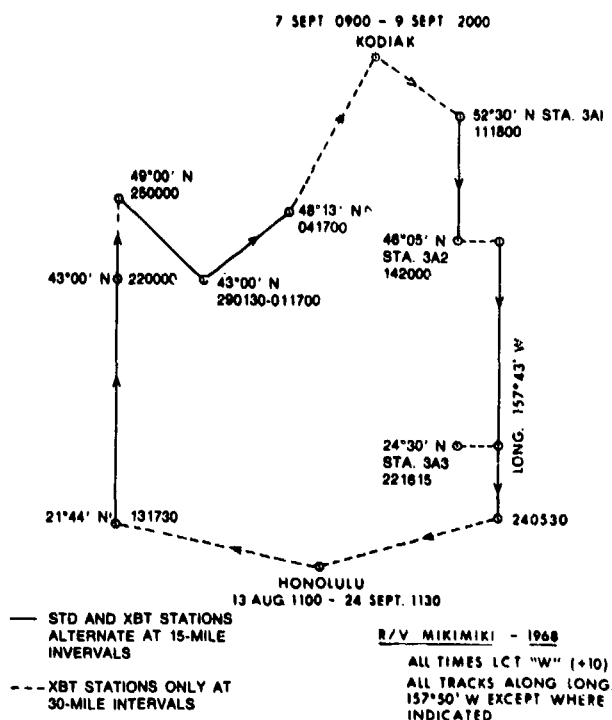 7 SEPT 0900 - 9 SEPT 2000
KODIAK
52°30' N STA. 3A1
111800
49°00' N
250000
48°13' N
041700
46°05' N
STA. 3A2
142000
43°00' N 220000
43°00' N
290130-011700
LONG. 157°43' W
24°30' N
STA. 3A3
221615
21°44' N 131730
240530
HONOLULU
13 AUG 1100 - 24 SEPT. 1130
STD AND XBT STATIONS
ALTERNATE AT 15-MILE
INVERVALS
XBT STATIONS ONLY AT
30-MILE INTERVALS
R/V MIKIMIKI - 1968
ALL TIMES LCT "W" (+10)
ALL TRACKS ALONG LONG.
157°50' W EXCEPT WHERE
INDICATED